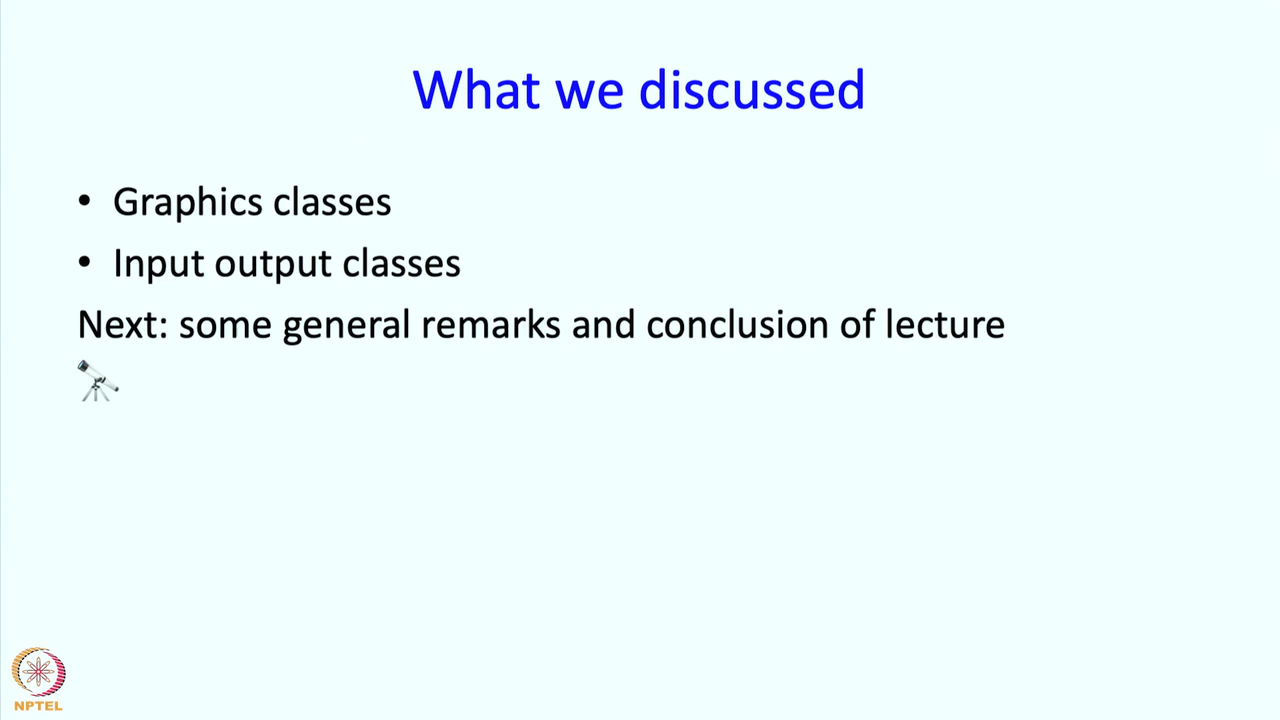 What we discussed
• Graphics classes
• Input output classes
Next: some general remarks and conclusion of lecture
NPTEL